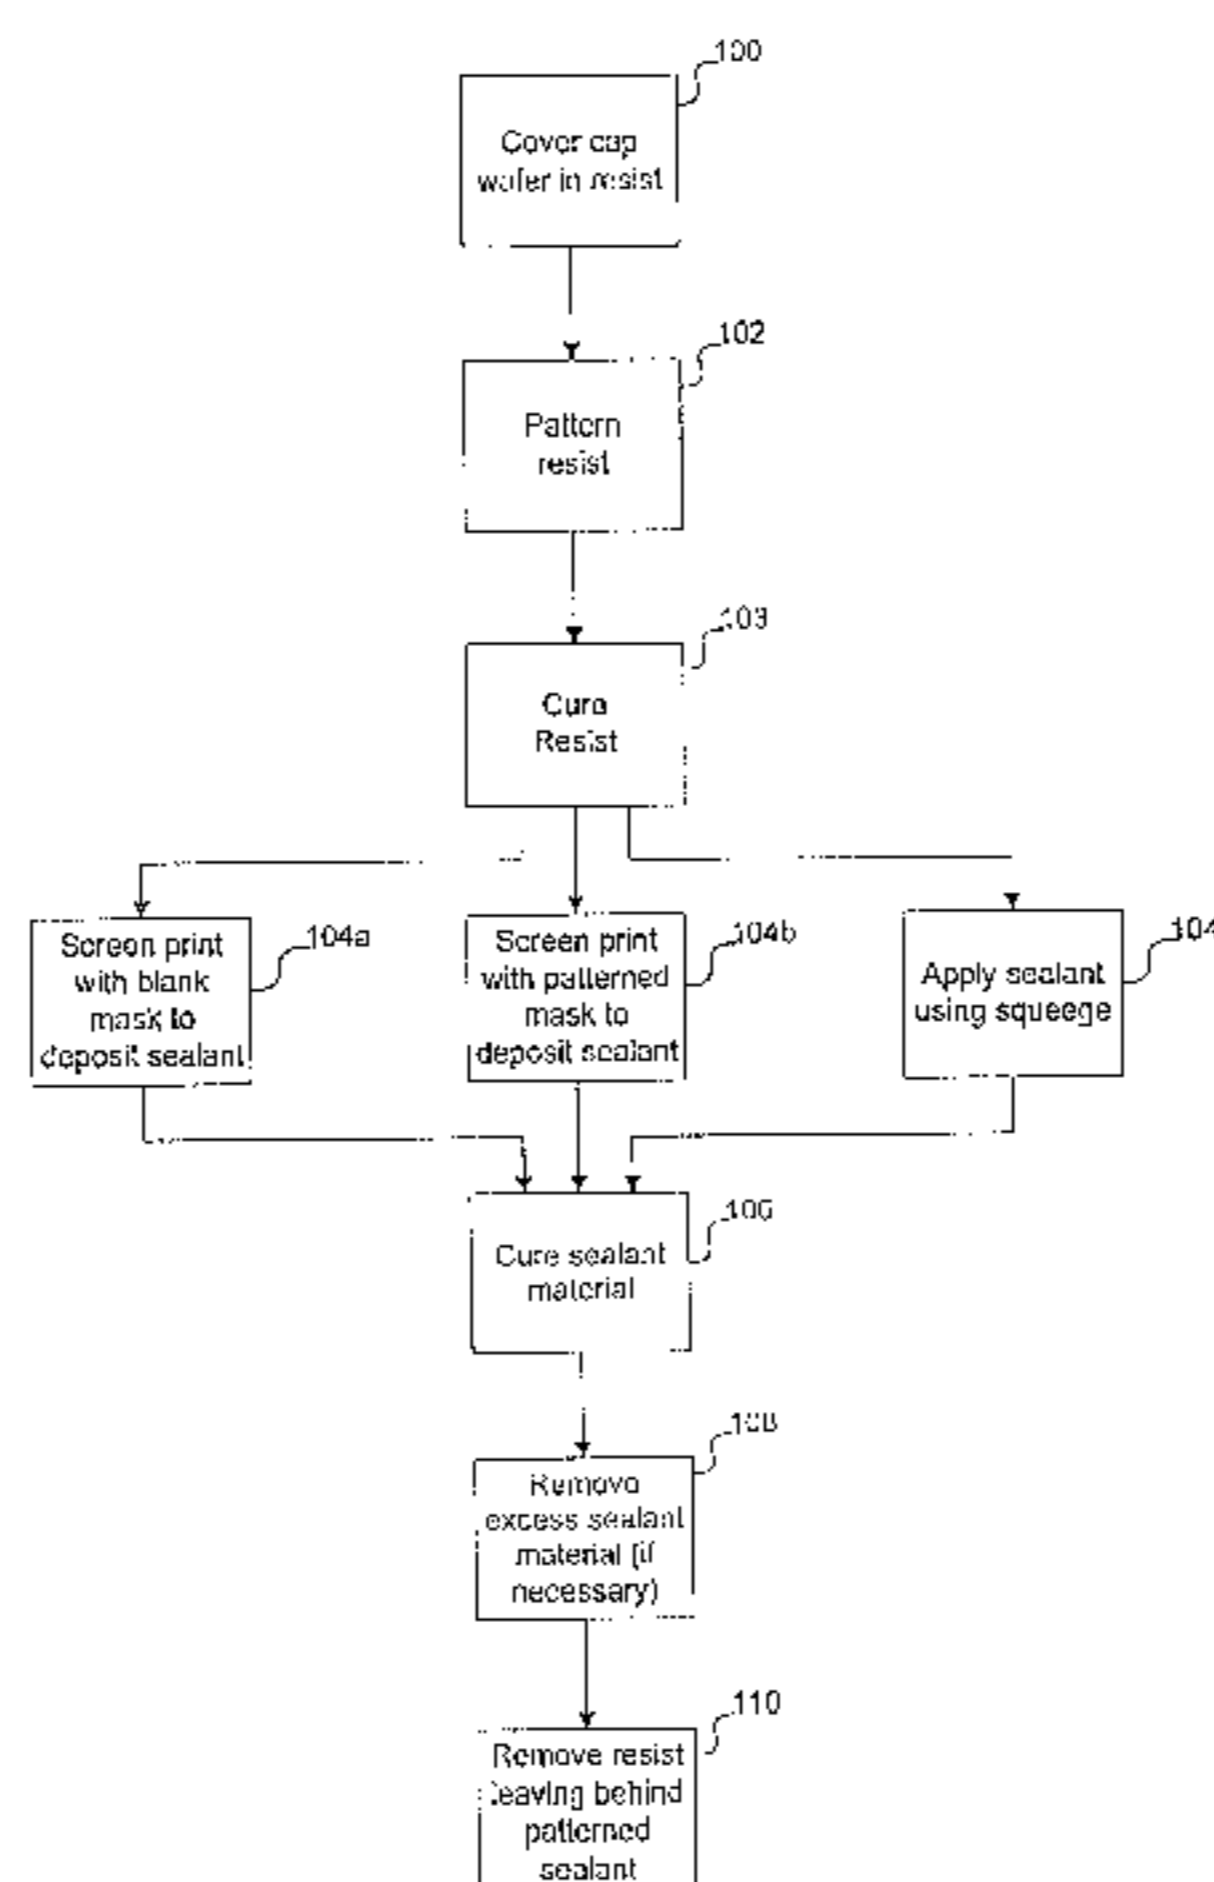 100
Cover cap
wafer in resist
102
Pattern
resist
103
Cure
Resist
Screen print
with blank
mask to
deposit sealant
104a
Screen print
with patterned
mask to
deposit sealant
104b
Apply sealant
using squeege
104
Cure sealant
material
106
108
Remove
excess sealant
material (if
necessary)
110
Remove resist
leaving behind
patterned
sealant